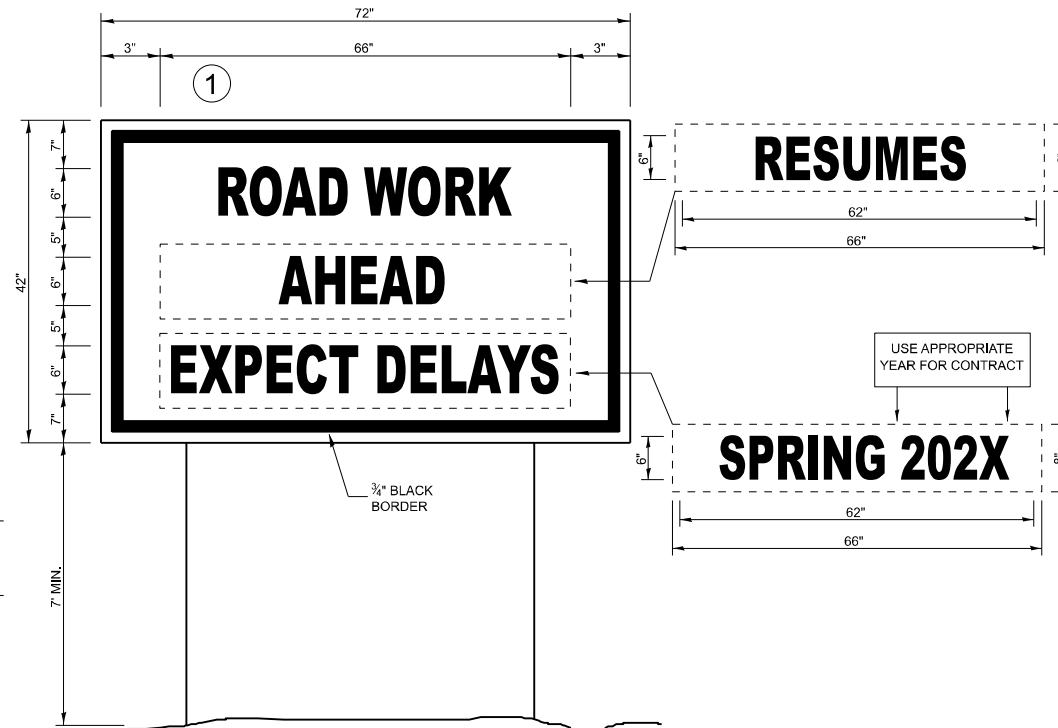 72"
3" 66" 3"
1
7"
6"
5"
6"
5"
6"
7"
42"
ROAD WORK
AHEAD
EXPECT DELAYS
¾" BLACK
BORDER
7' MIN.
6"
RESUMES
62"
66"
USE APPROPRIATE
YEAR FOR CONTRACT
6"
SPRING 202X
8"
62"
66"